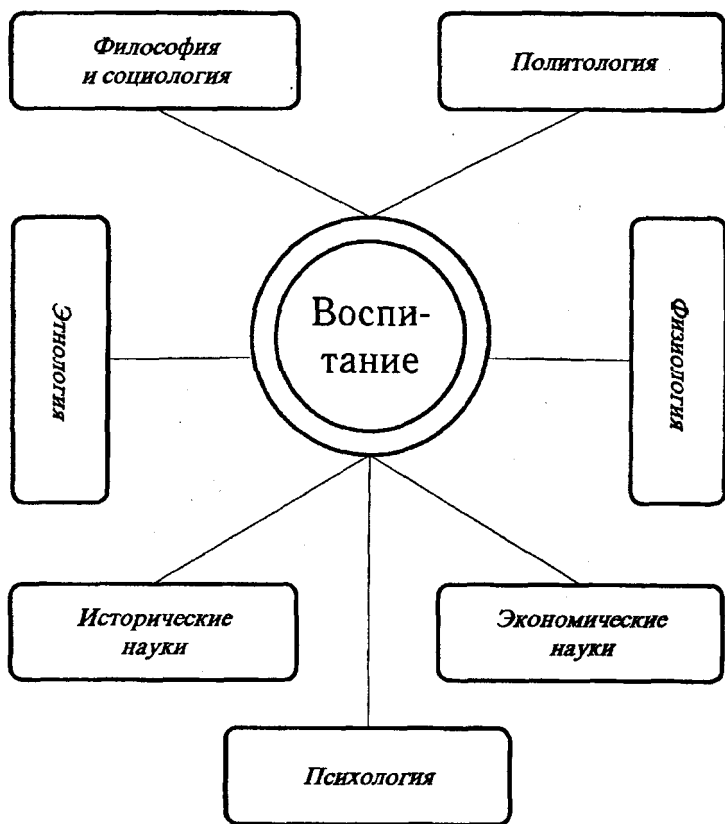 Философия
и социология
Политология
Этнология
Воспи-
тание
Физиология
Исторические
науки
Экономические
науки
Психология